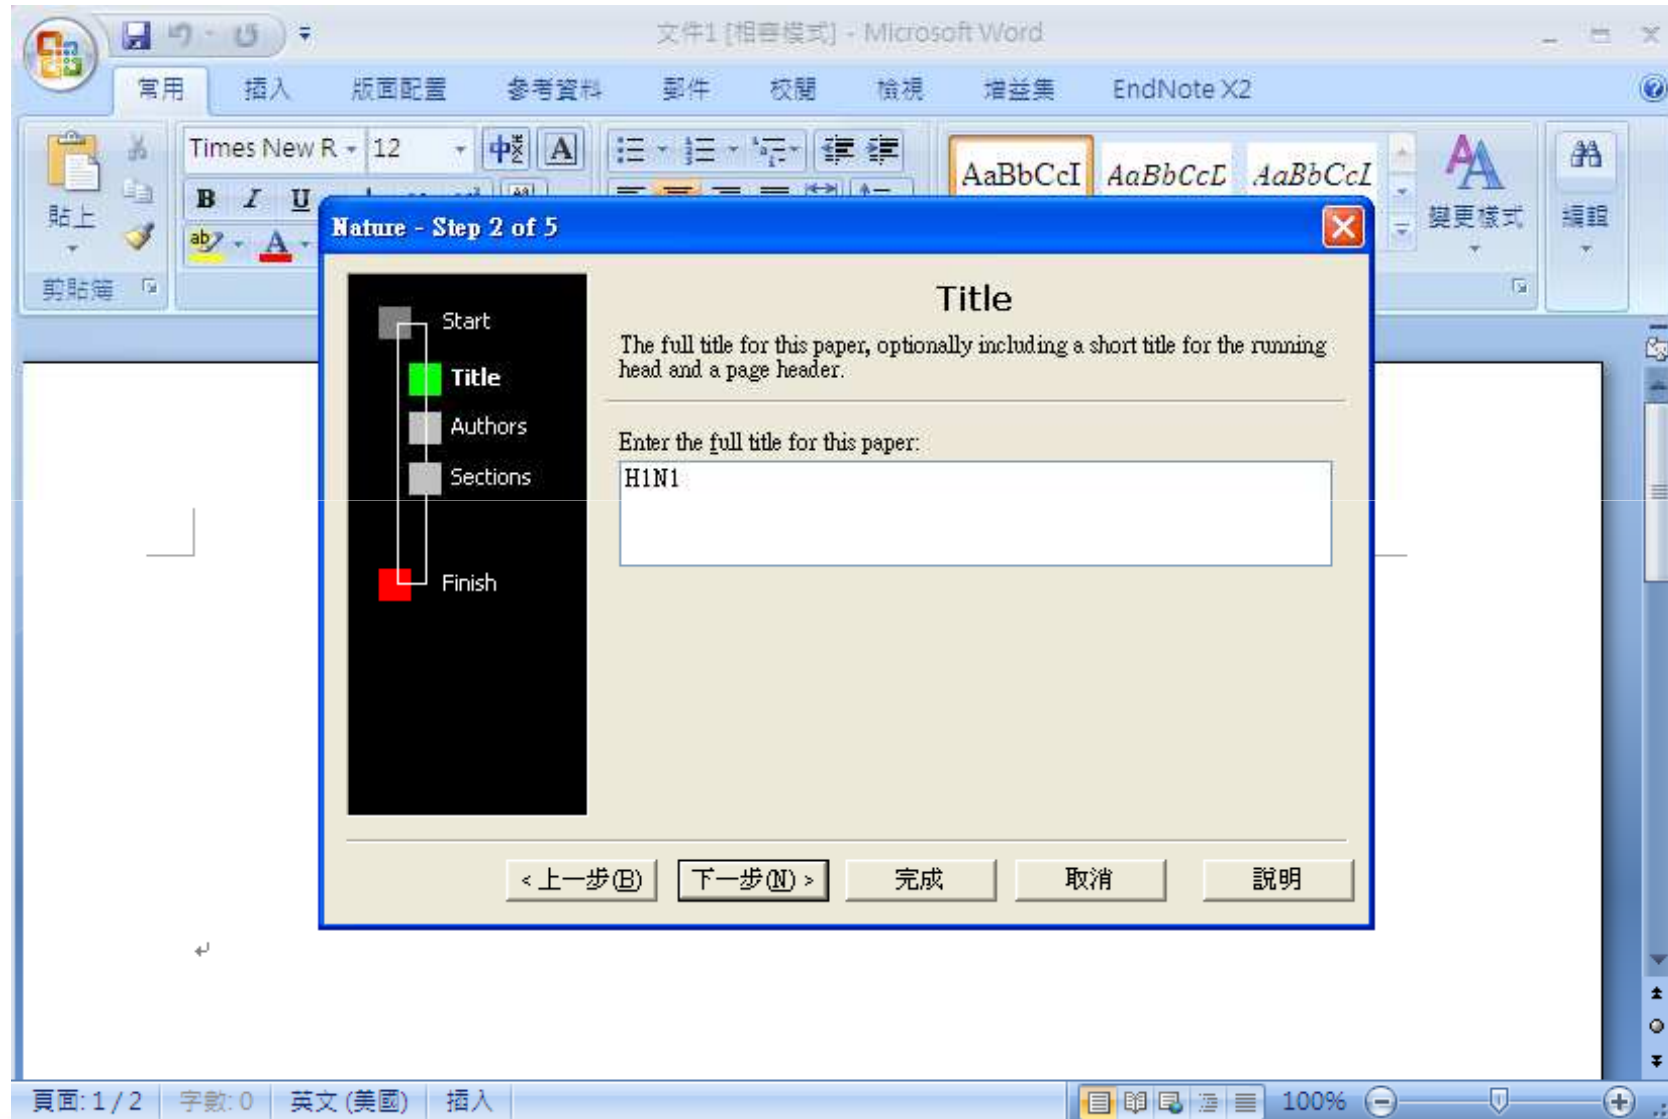 文件1 [相容模式] - Microsoft Word
常用 插入 版面配置 參考資料 郵件 校閱 檢視 增益集 EndNote X2
Times New R 12
AaBbCcI AaBbCcD AaBbCcI
B I U
貼上
變更樣式
編輯
剪貼簿
Nature - Step 2 of 5
Start
Title
Authors
Sections
Finish
Title
The full title for this paper, optionally including a short title for the running
head and a page header.
Enter the full title for this paper:
H1N1
<上一步(B)
下一步(N) >
完成
取消
說明
頁面: 1 / 2 字數: 0 英文 (美國) 插入 100%